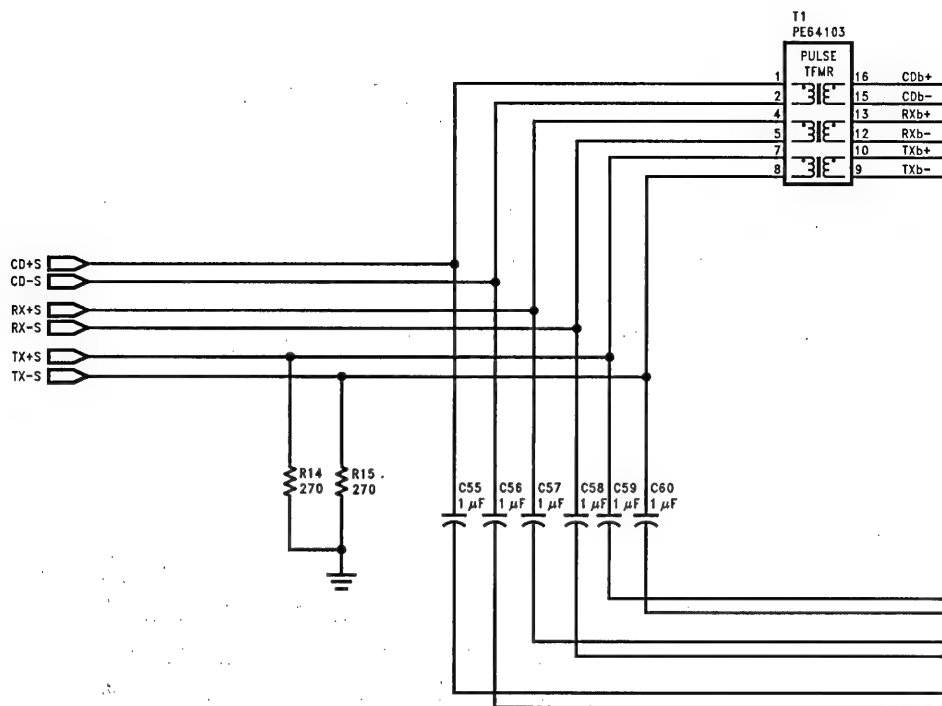 T1
PE64103
PULSE
TFMR
1 16 CDb+
2 15 CDb-
4 13 RXb+
5 12 RXb-
7 10 TXb+
8 9 TXb-
CD+S
CD-S
RX+S
RX-S
TX+S
TX-S
R14 R15
270 270
C55 C56 C57 C58 C59 C60
1 µF 1 µF 1 µF 1 µF 1 µF 1 µF